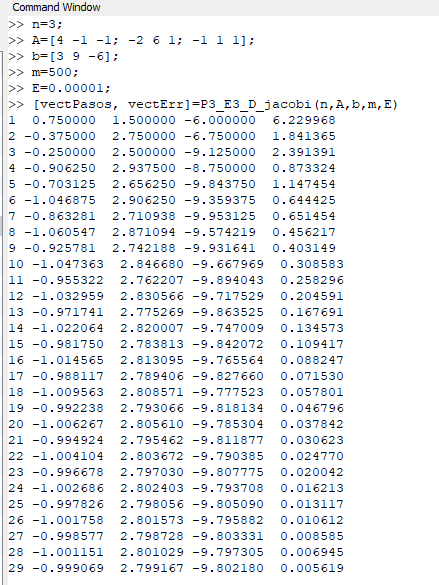 Command Window
>> n=3;
>> A=[4 -1 -1; -2 6 1; -1 1 1];
>> b=[3 9 -6];
>> m=500;
>> E=0.00001;
>> [vectPasos, vectErr]=P3_E3_D_jacobi(n,A,b,m,E)
1 0.750000 1.500000 -6.000000 6.229968
2 -0.375000 2.750000 -6.750000 1.841365
3 -0.250000 2.500000 -9.125000 2.391391
4 -0.906250 2.937500 -8.750000 0.873324
5 -0.703125 2.656250 -9.843750 1.147454
6 -1.046875 2.906250 -9.359375 0.644425
7 -0.863281 2.710938 -9.953125 0.651454
8 -1.060547 2.871094 -9.574219 0.456217
9 -0.925781 2.742188 -9.931641 0.403149
10 -1.047363 2.846680 -9.667969 0.308583
11 -0.955322 2.762207 -9.894043 0.258296
12 -1.032959 2.830566 -9.717529 0.204591
13 -0.971741 2.775269 -9.863525 0.167691
14 -1.022064 2.820007 -9.747009 0.134573
15 -0.981750 2.783813 -9.842072 0.109417
16 -1.014565 2.813095 -9.765564 0.088247
17 -0.988117 2.789406 -9.827660 0.071530
18 -1.009563 2.808571 -9.777523 0.057801
19 -0.992238 2.793066 -9.818134 0.046796
20 -1.006267 2.805610 -9.785304 0.037842
21 -0.994924 2.795462 -9.811877 0.030623
22 -1.004104 2.803672 -9.790385 0.024770
23 -0.996678 2.797030 -9.807775 0.020042
24 -1.002686 2.802403 -9.793708 0.016213
25 -0.997826 2.798056 -9.805090 0.013117
26 -1.001758 2.801573 -9.795882 0.010612
27 -0.998577 2.798728 -9.803331 0.008585
28 -1.001151 2.801029 -9.797305 0.006945
29 -0.999069 2.799167 -9.802180 0.005619